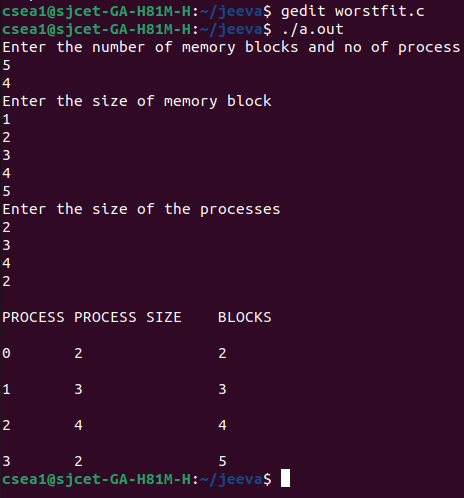 csea1@sjcet-GA-H81M-H:~/jeeva$ gedit worstfit.c
csea1@sjcet-GA-H81M-H:~/jeeva$ ./a.out
Enter the number of memory blocks and no of process
5
4
Enter the size of memory block
1
2
3
4
5
Enter the size of the processes
2
3
4
2
PROCESS PROCESS SIZE    BLOCKS
0       2               2
1       3               3
2       4               4
3       2               5
csea1@sjcet-GA-H81M-H:~/jeeva$